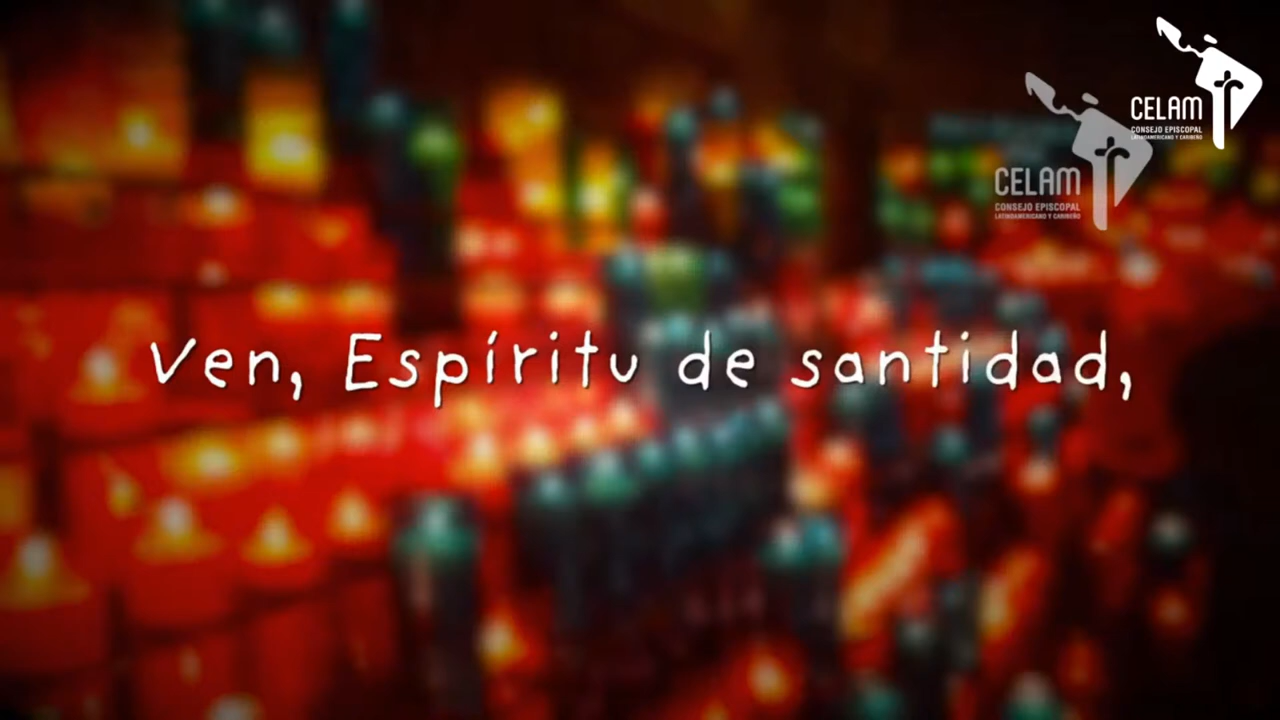 CELAM
CONSEJO EPISCOPAL
LATINOAMERICANO Y CARIBEÑO
CELAM
CONSEJO EPISCOPAL
LATINOAMERICANO Y CARIBEÑO
Ven, Espíritu de santidad,